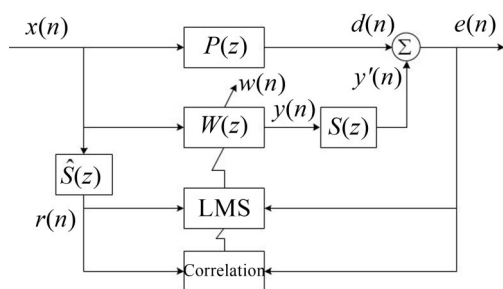 x(n)
P(z)
d(n)
Σ
e(n)
y′(n)
w(n)
W(z)
y(n)
S(z)
Ŝ(z)
r(n)
LMS
Correlation